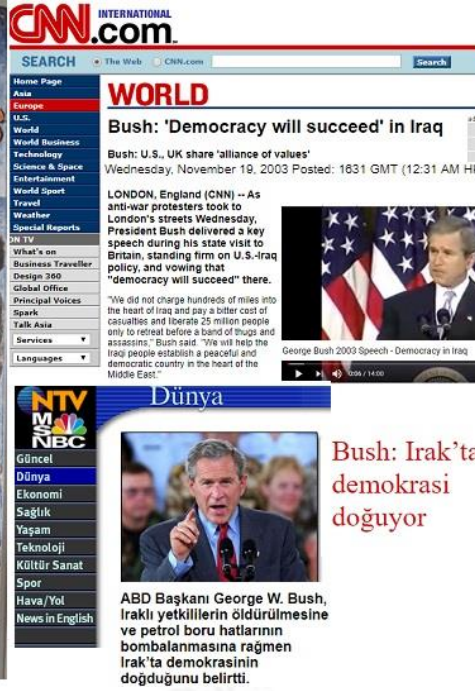 CNN INTERNATIONAL
.com
SEARCH The Web CNN.com Search
Home Page
Asia
Europe
U.S.
World
World Business
Technology
Science & Space
Entertainment
World Sport
Travel
Weather
Special Reports
ON TV
What's on
Business Traveller
Design 360
Global Office
Principal Voices
Spark
Talk Asia
Services
Languages
WORLD
Bush: 'Democracy will succeed' in Iraq
Bush: U.S., UK share 'alliance of values'
Wednesday, November 19, 2003 Posted: 1631 GMT (12:31 AM HK
LONDON, England (CNN) -- As
anti-war protesters took to
London's streets Wednesday,
President Bush delivered a key
speech during his state visit to
Britain, standing firm on U.S.-Iraq
policy, and vowing that
"democracy will succeed" there.
"We did not charge hundreds of miles into
the heart of Iraq and pay a bitter cost of
casualties and liberate 25 million people
only to retreat before a band of thugs and
assassins," Bush said. "We will help the
Iraqi people establish a peaceful and
democratic country in the heart of the
Middle East."
George Bush 2003 Speech - Democracy in Iraq
0:06 / 14:00
NTV
MS
NBC
Dünya
Güncel
Dünya
Ekonomi
Sağlık
Yaşam
Teknoloji
Kültür Sanat
Spor
Hava/Yol
News in English
Bush: Irak'ta
demokrasi
doğuyor
ABD Başkanı George W. Bush,
Iraklı yetkililerin öldürülmesine
ve petrol boru hatlarının
bombalanmasına rağmen
Irak'ta demokrasinin
doğduğunu belirtti.